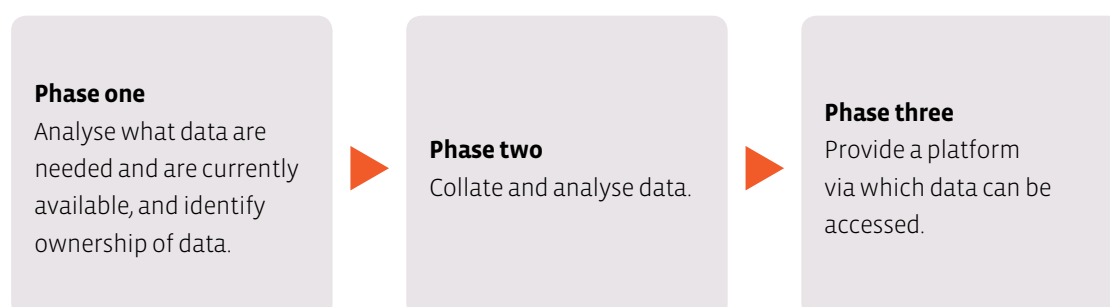 Phase one
Analyse what data are
needed and are currently
available, and identify
ownership of data.
Phase two
Collate and analyse data.
Phase three
Provide a platform
via which data can be
accessed.